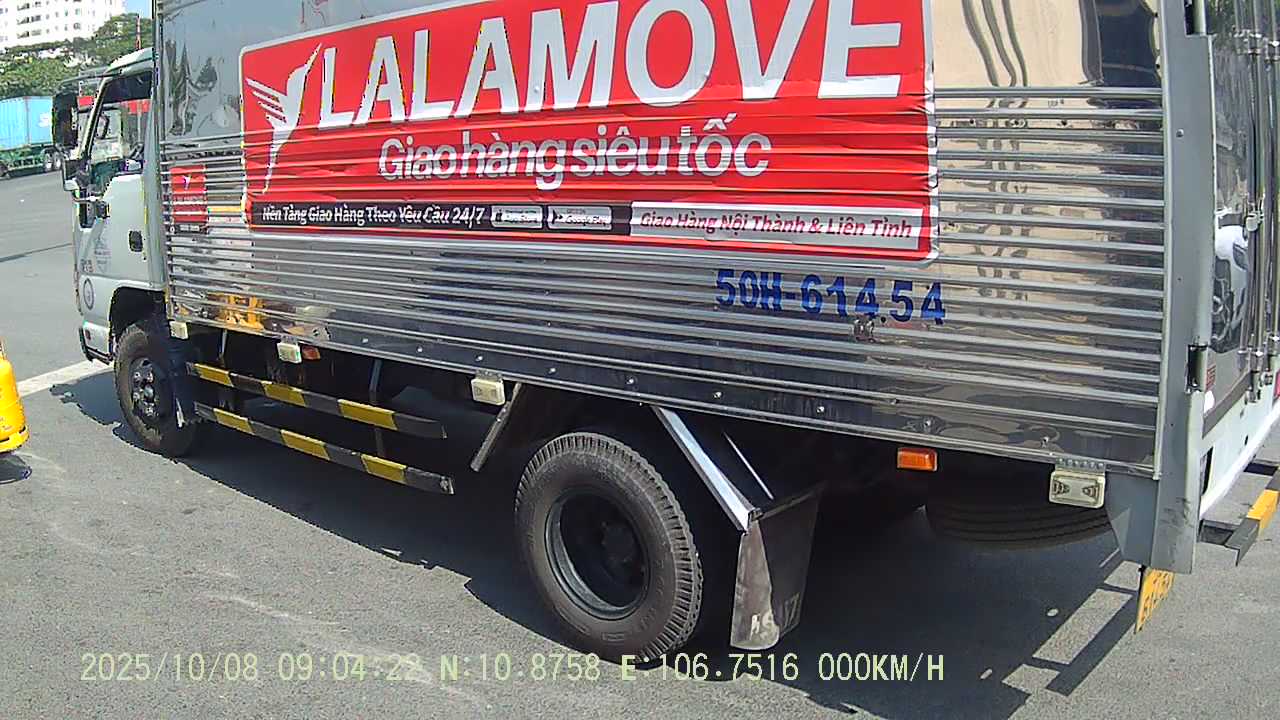 LALAMOVE
Giao hàng siêu tốc
Nền Tảng Giao Hàng Theo Yêu Cầu 24/7
Giao Hàng Nội Thành & Liên Tỉnh
LALAMOVE
50H-614.54
2025/10/08 09:04:22 N:10.8758 E:106.7516 000KM/H